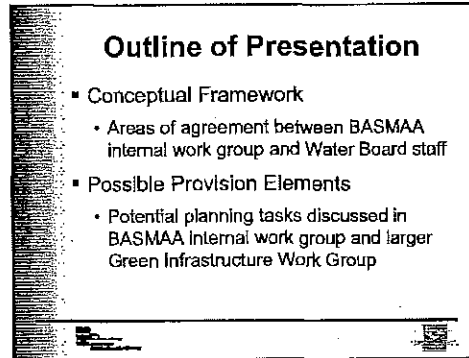 Outline of Presentation
▪ Conceptual Framework
• Areas of agreement between BASMAA
internal work group and Water Board staff
▪ Possible Provision Elements
• Potential planning tasks discussed in
BASMAA internal work group and larger
Green Infrastructure Work Group